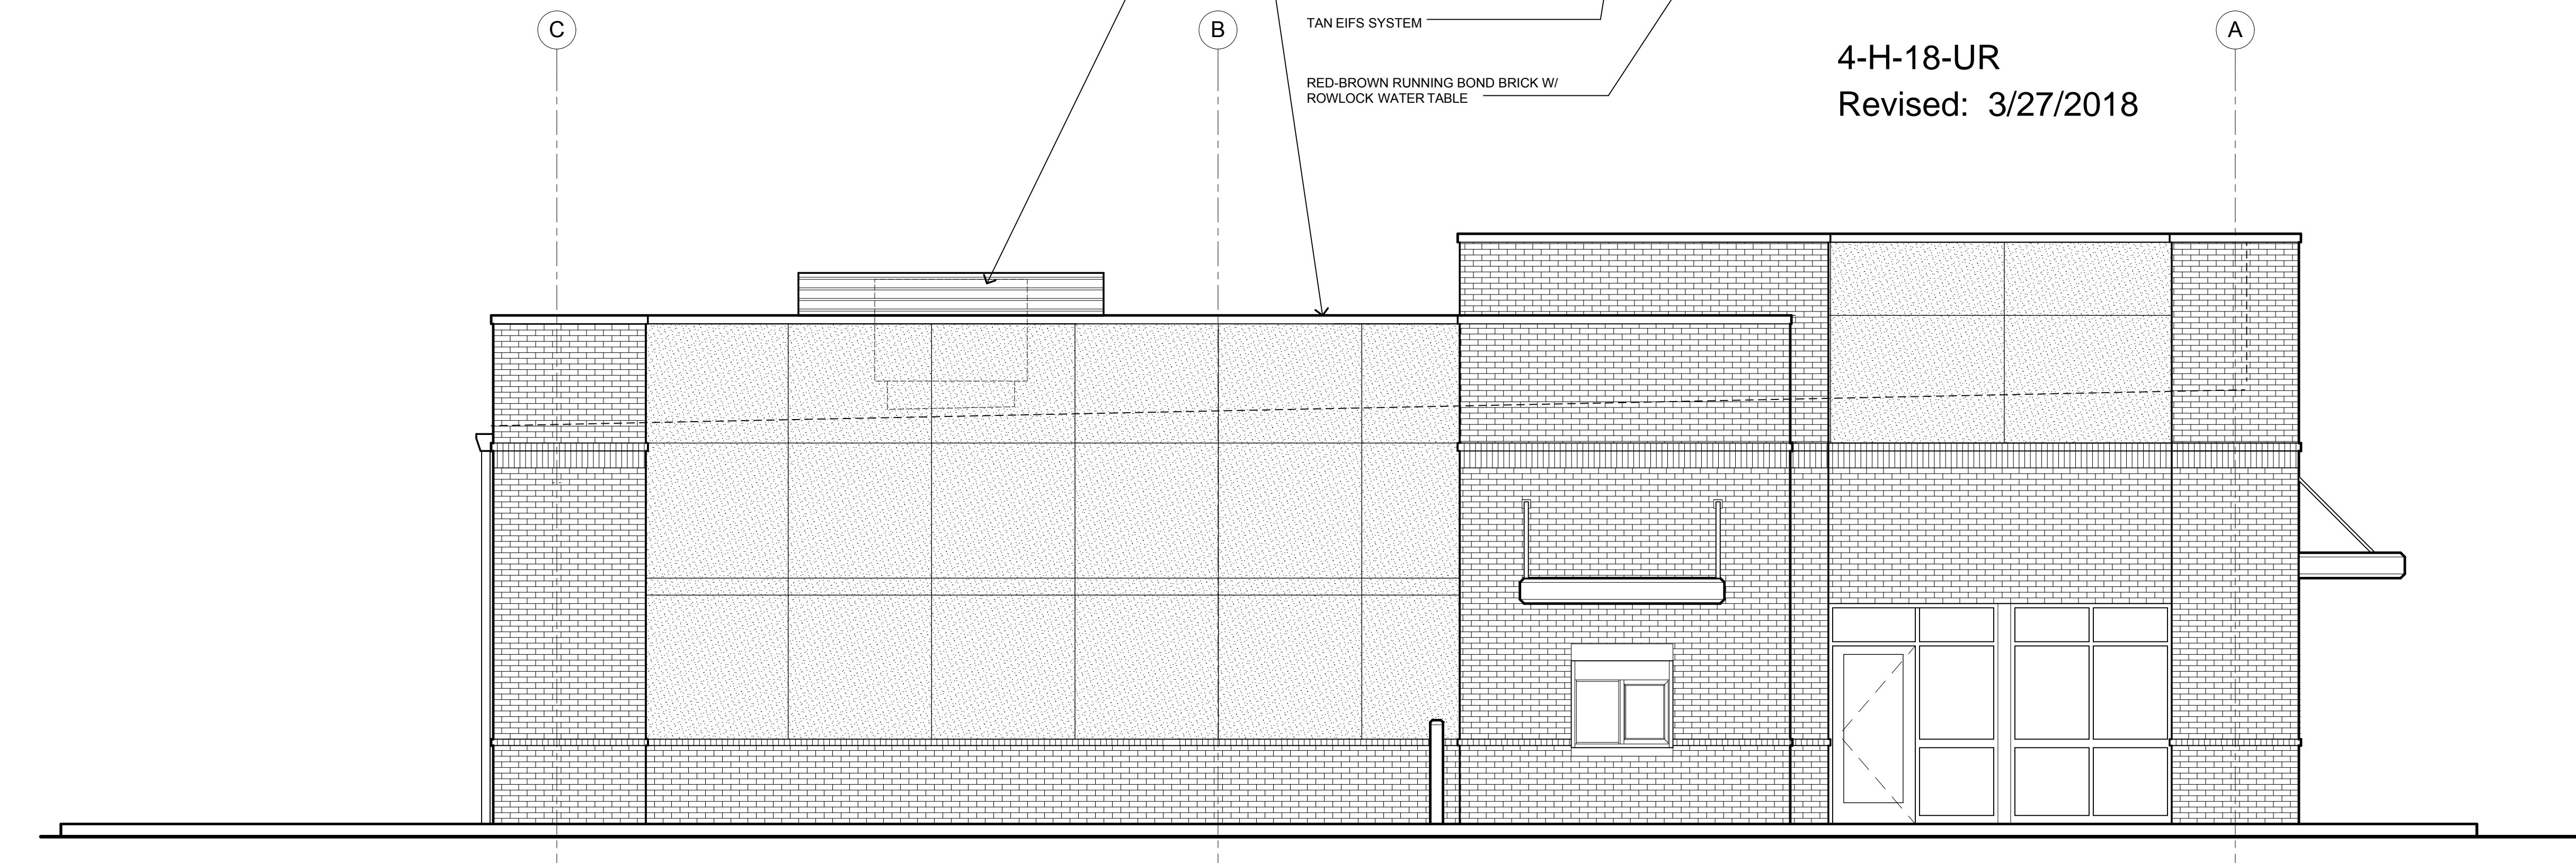 C
B
A
TAN EIFS SYSTEM
4-H-18-UR
Revised: 3/27/2018
RED-BROWN RUNNING BOND BRICK W/
ROWLOCK WATER TABLE